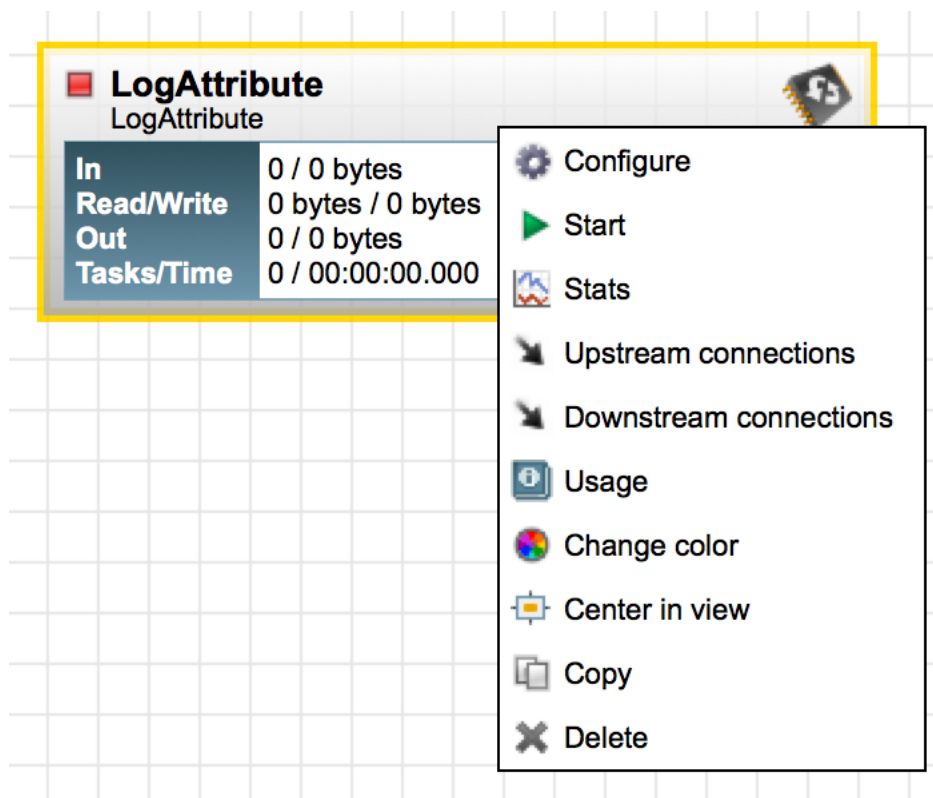 LogAttribute
LogAttribute
In 0 / 0 bytes
Read/Write 0 bytes / 0 bytes
Out 0 / 0 bytes
Tasks/Time 0 / 00:00:00.000
Configure
Start
Stats
Upstream connections
Downstream connections
Usage
Change color
Center in view
Copy
Delete